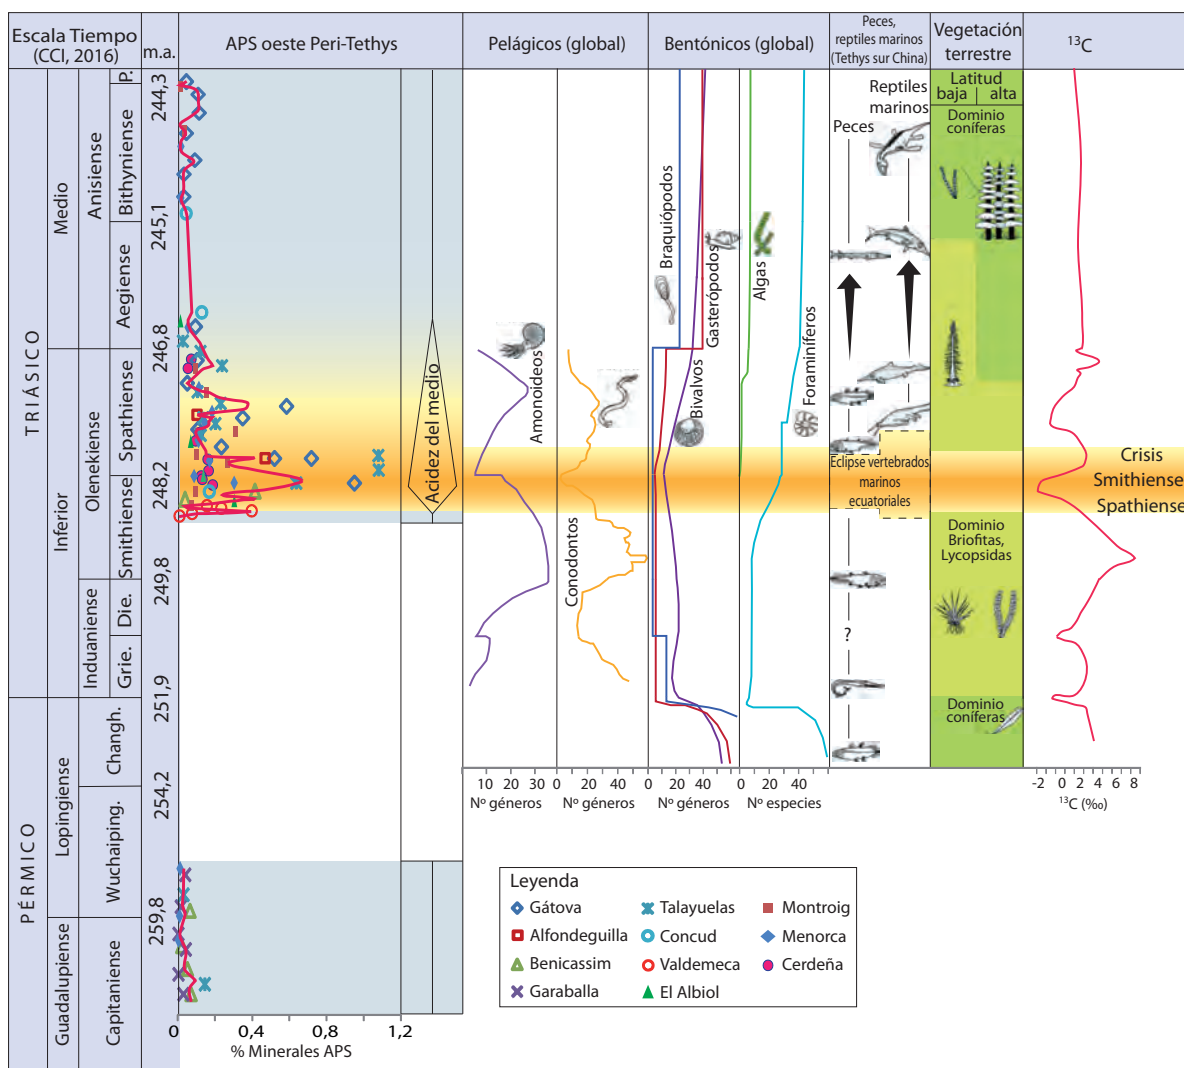 Escala Tiempo
(CCI, 2016)
m.a.
APS oeste Peri-Tethys
Pelágicos (global)
Bentónicos (global)
Peces,
reptiles marinos
(Tethys sur China)
Vegetación
terrestre
13C
TRIÁSICO
Medio
Anisiense
P.
Bithyniense
Aegiense
Inferior
Olenekiense
Spathiense
Smithiense
Induaniense
Die.
Grie.
PÉRMICO
Lopingiense
Changh.
Wuchaiping.
Guadalupiense
Capitaniense
244,3
245,1
246,8
248,2
249,8
251,9
254,2
259,8
Acidez del medio
Amonoideos
Conodontos
Braquiópodos
Gasterópodos
Bivalvos
Algas
Foraminíferos
Reptiles
marinos
Peces
Eclipse vertebrados
marinos
ecuatoriales
?
Latitud
baja
alta
Dominio
coníferas
Dominio
Briofitas,
Lycopsidas
Dominio
coníferas
Crisis
Smithiense
Spathiense
0
0,4
0,8
1,2
% Minerales APS
10
30
Nº géneros
0
20
40
Nº géneros
0
20
40
Nº géneros
0
20
40
60
Nº especies
-2
0
2
4
6
8
13C (‰)
Leyenda
Gátova
Talayuelas
Montroig
Alfondeguilla
Concud
Menorca
Benicassim
Valdemeca
Cerdeña
Garaballa
El Albiol